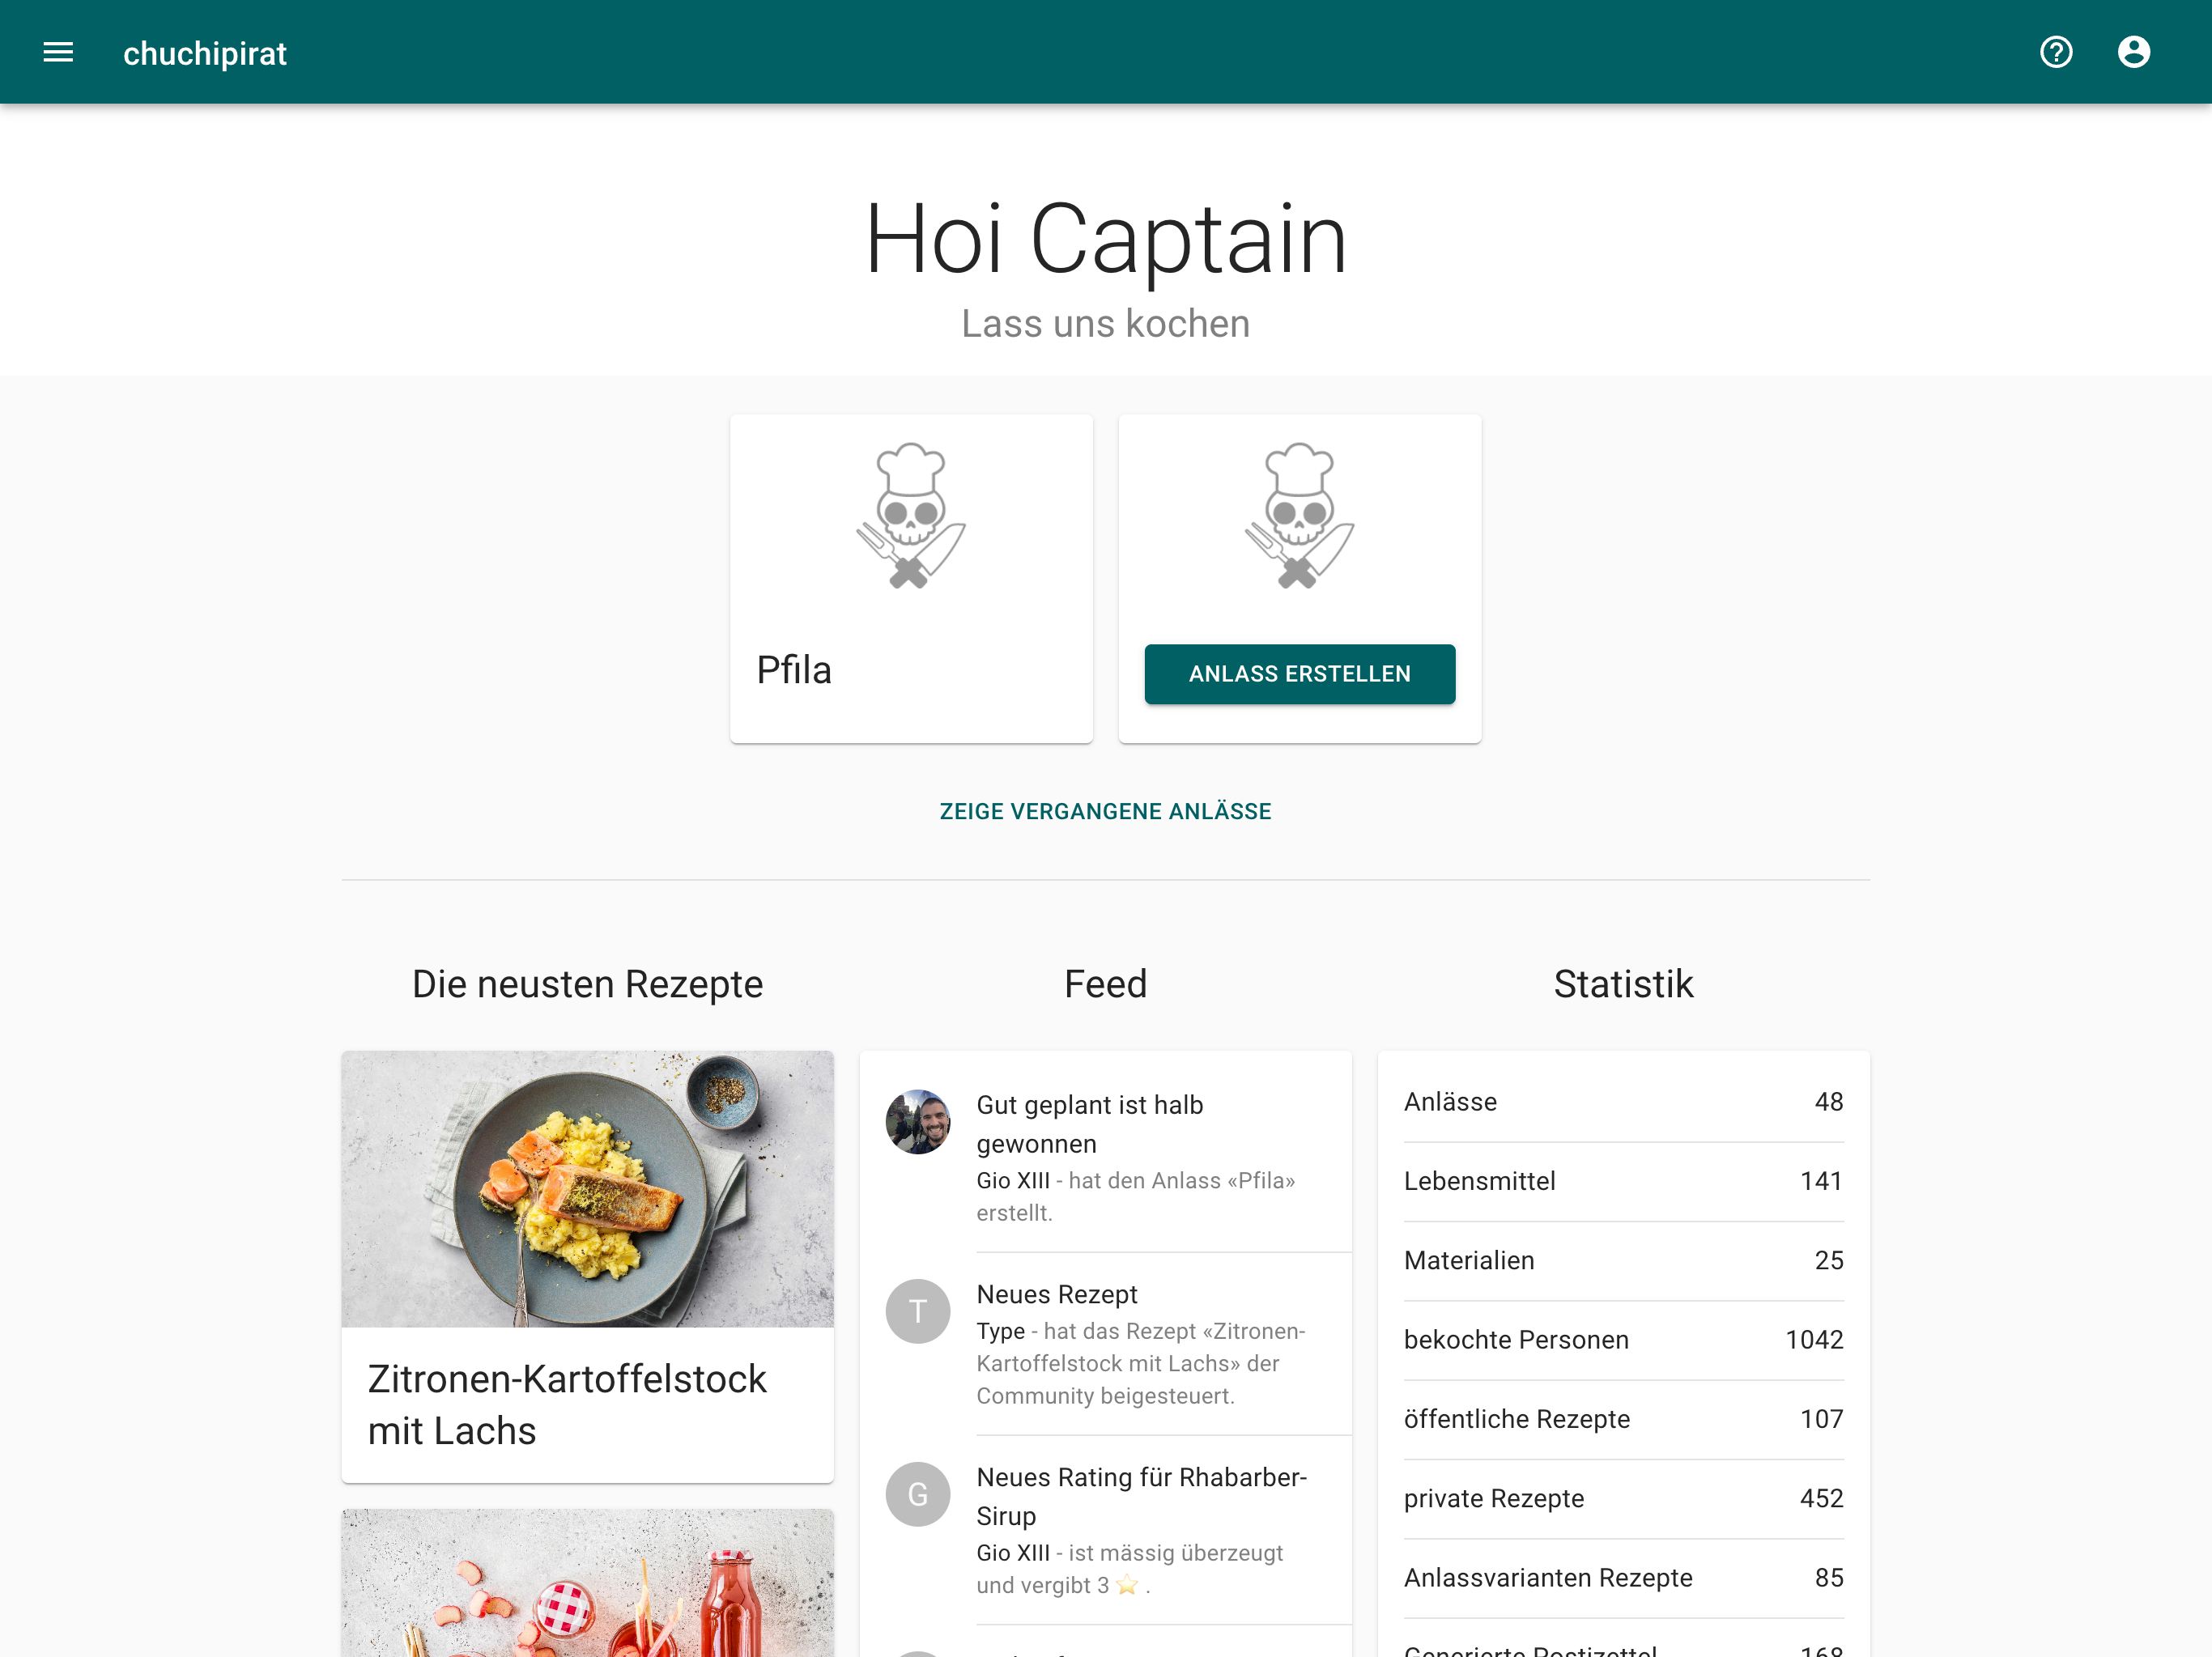 chuchipirat
Hoi Captain
Lass uns kochen
Pfila
ANLASS ERSTELLEN
ZEIGE VERGANGENE ANLÄSSE
Die neusten Rezepte
Zitronen-Kartoffelstock
mit Lachs
Feed
Gut geplant ist halb
gewonnen
Gio XIII - hat den Anlass «Pfila»
erstellt.
T
Neues Rezept
Type - hat das Rezept «Zitronen-
Kartoffelstock mit Lachs» der
Community beigesteuert.
G
Neues Rating für Rhabarber-
Sirup
Gio XIII - ist mässig überzeugt
und vergibt 3 ⭐ .
Statistik
Anlässe 48
Lebensmittel 141
Materialien 25
bekochte Personen 1042
öffentliche Rezepte 107
private Rezepte 452
Anlassvarianten Rezepte 85
Generierte Postizettel 168